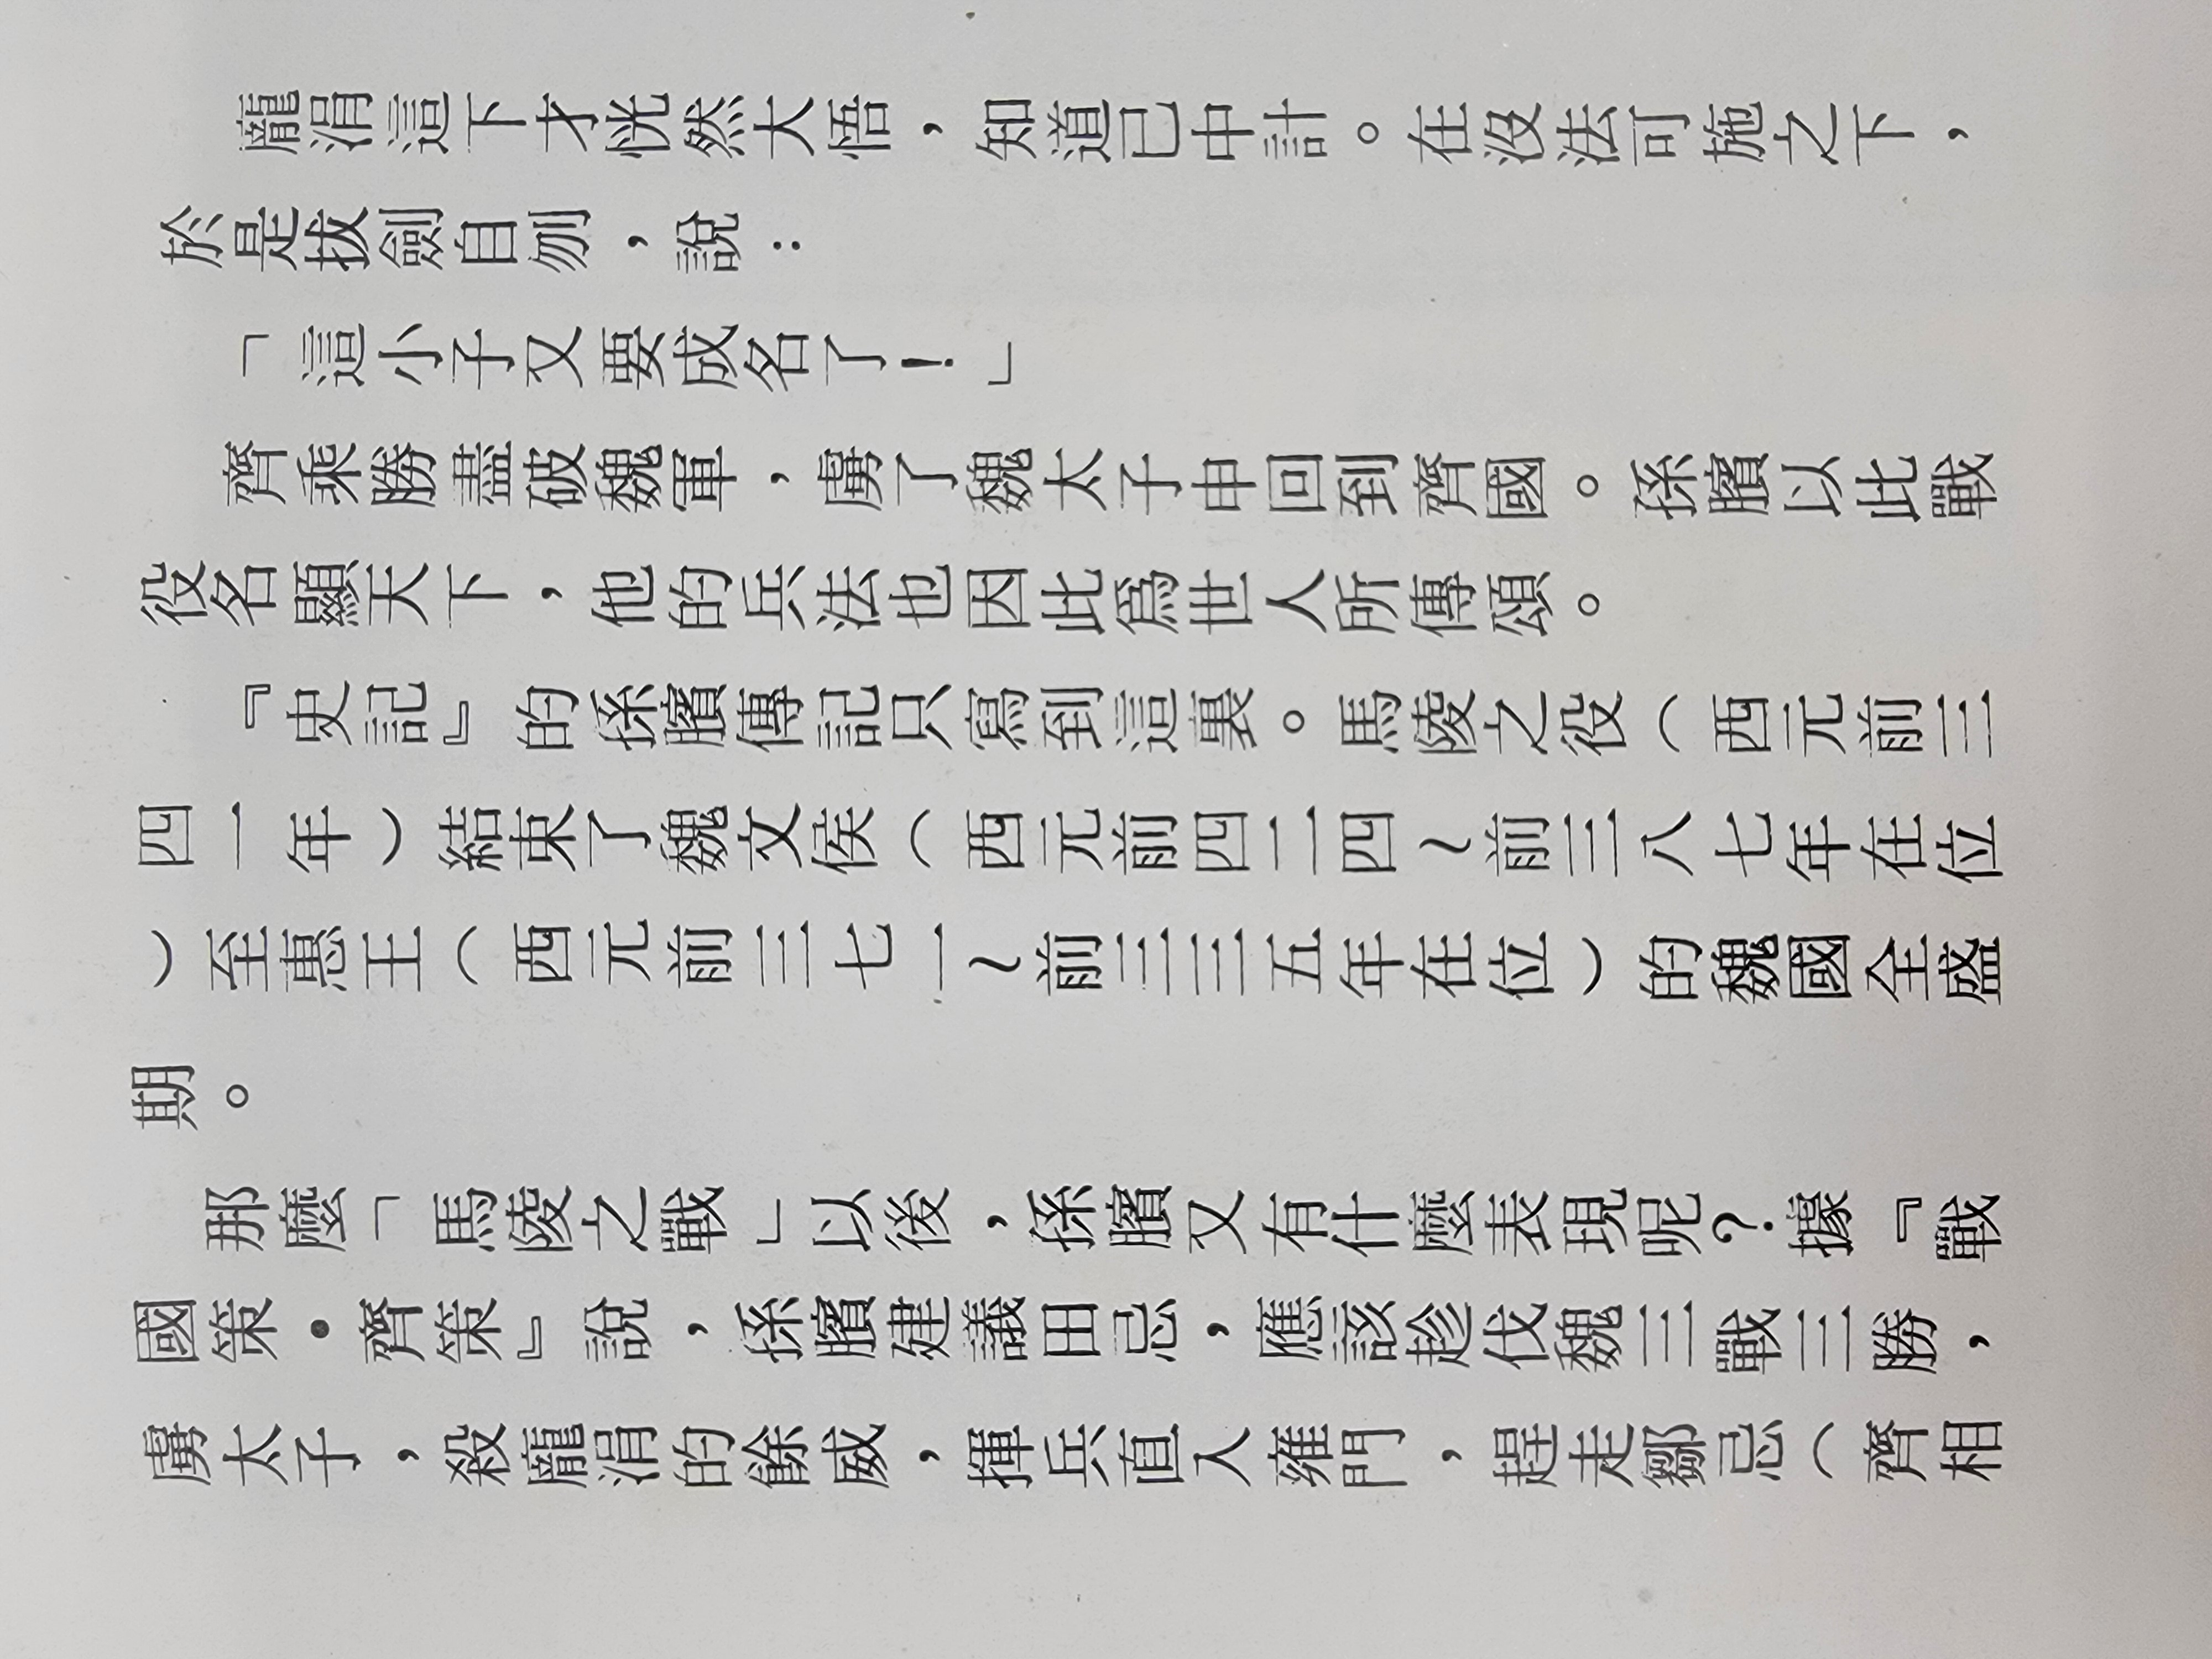 龐涓這下才恍然大悟，知道已中計。在沒法可施之下，
於是拔劍自刎，說：
「這小子又要成名了！」
齊乘勝盡破魏軍，虜了魏太子申回到齊國。孫臏以此戰
役名顯天下，他的兵法也因此爲世人所傳頌。
『史記』的孫臏傳記只寫到這裏。馬陵之役（西元前三
四一年）結束了魏文侯（西元前四二四～前三八七年在位
）至惠王（西元前三七一～前三三五年在位）的魏國全盛
期。
那麼「馬陵之戰」以後，孫臏又有什麼表現呢？據『戰
國策・齊策』說，孫臏建議田忌，應該趁伐魏三戰三勝，
虜太子，殺龐涓的餘威，揮兵直入雍門，趕走鄒忌（齊相